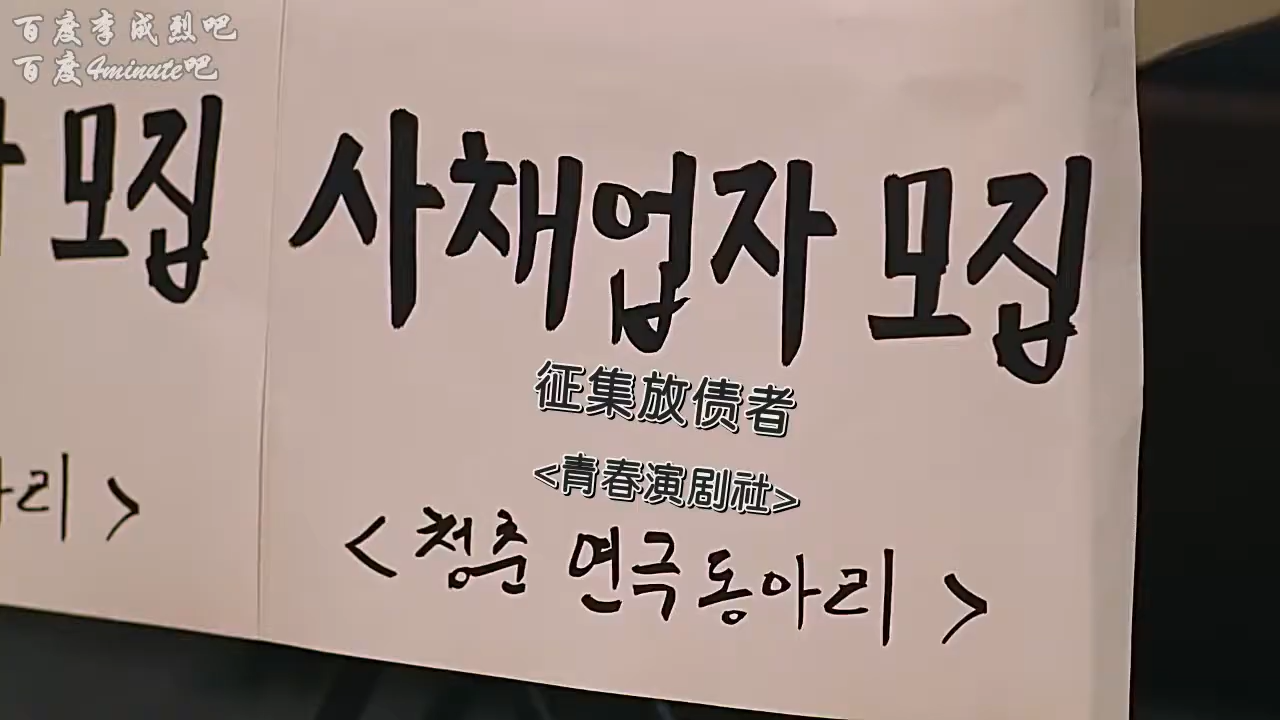 百度李成烈吧
百度4minute吧
모집
사채업자 모집
征集放债者
<青春演剧社>
리 >
< 청춘 연극동아리 >